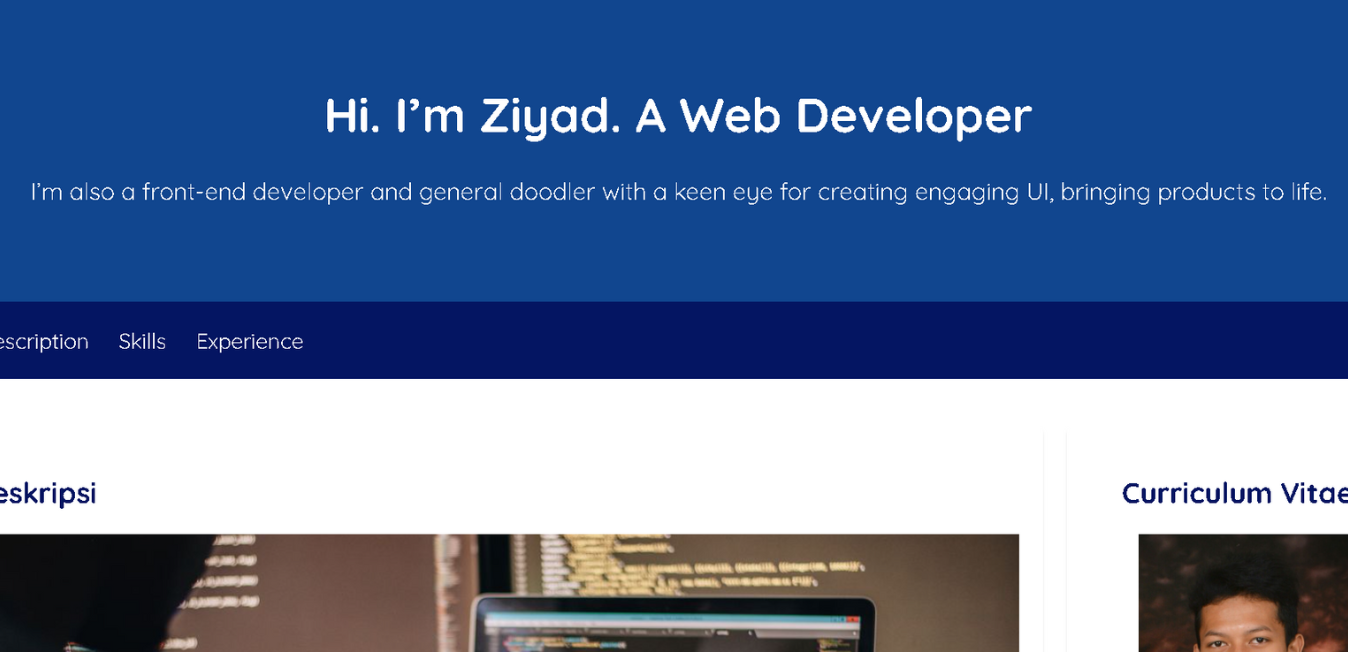 Hi. I’m Ziyad. A Web Developer
I’m also a front-end developer and general doodler with a keen eye for creating engaging UI, bringing products to life.
escription Skills Experience
eskripsi
Curriculum Vitae